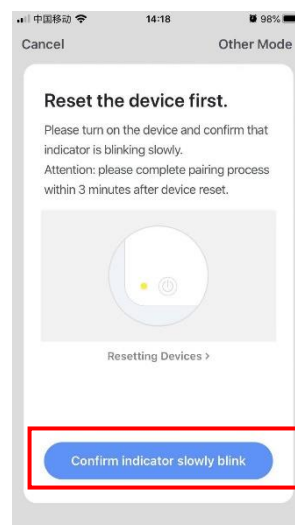 中国移动 14:18 98%
Cancel Other Mode
Reset the device first.
Please turn on the device and confirm that
indicator is blinking slowly.
Attention: please complete pairing process
within 3 minutes after device reset.
Resetting Devices >
Confirm indicator slowly blink